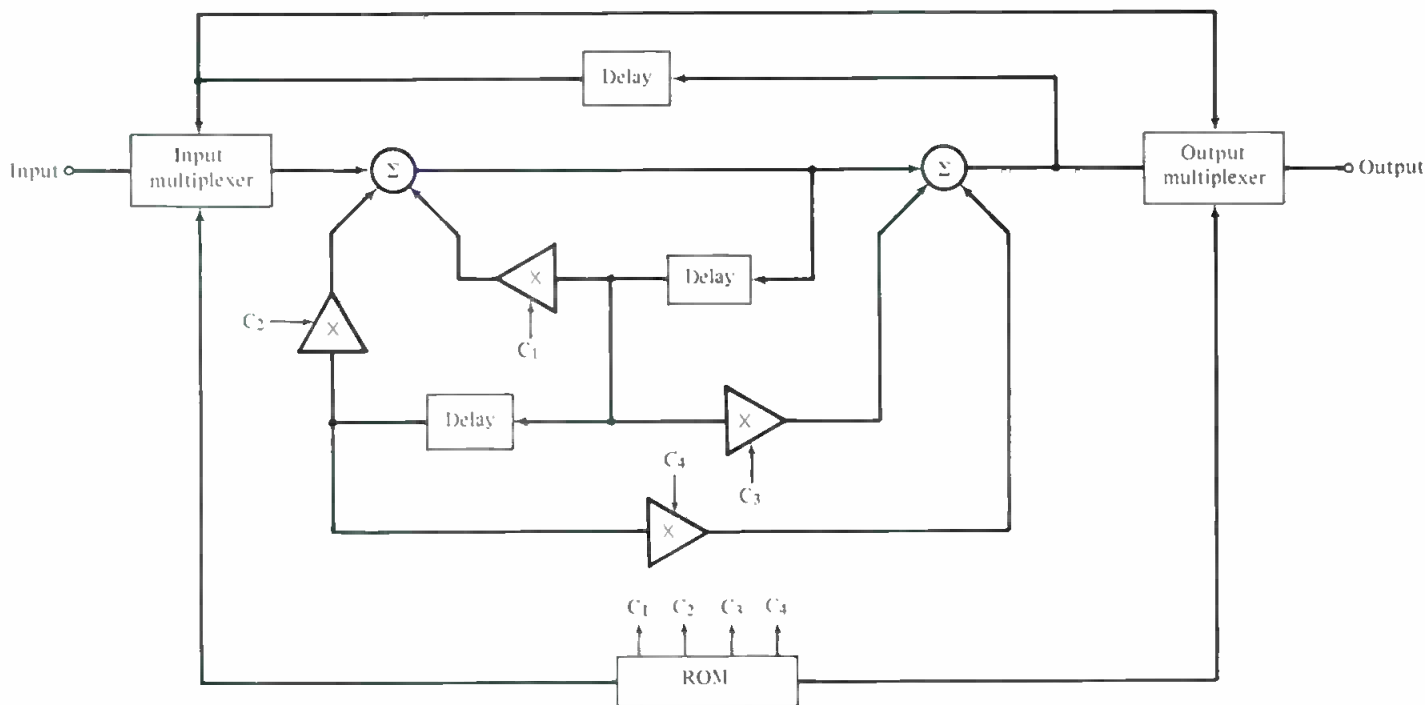 Delay
Input
Input
multiplexer
Σ
Σ
Output
multiplexer
Output
X
Delay
C2
X
C1
Delay
X
C4
C3
X
C1 C2 C3 C4
ROM